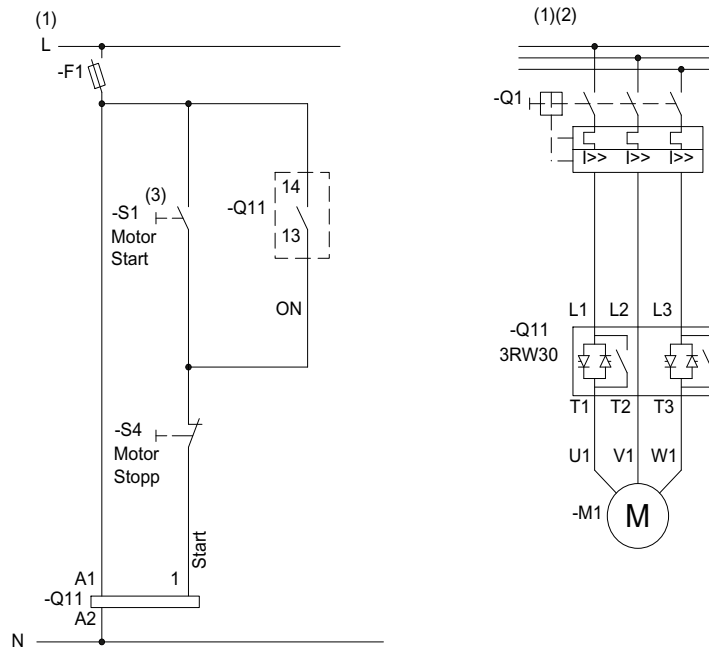 (1)
L
-F1
(3)
-S1
Motor
Start
-Q11
14
13
ON
-S4
Motor
Stopp
Start
A1
1
-Q11
A2
N
(1)(2)
-Q1
I>> I>> I>>
L1 L2 L3
-Q11
3RW30
T1 T2 T3
U1 V1 W1
-M1
M